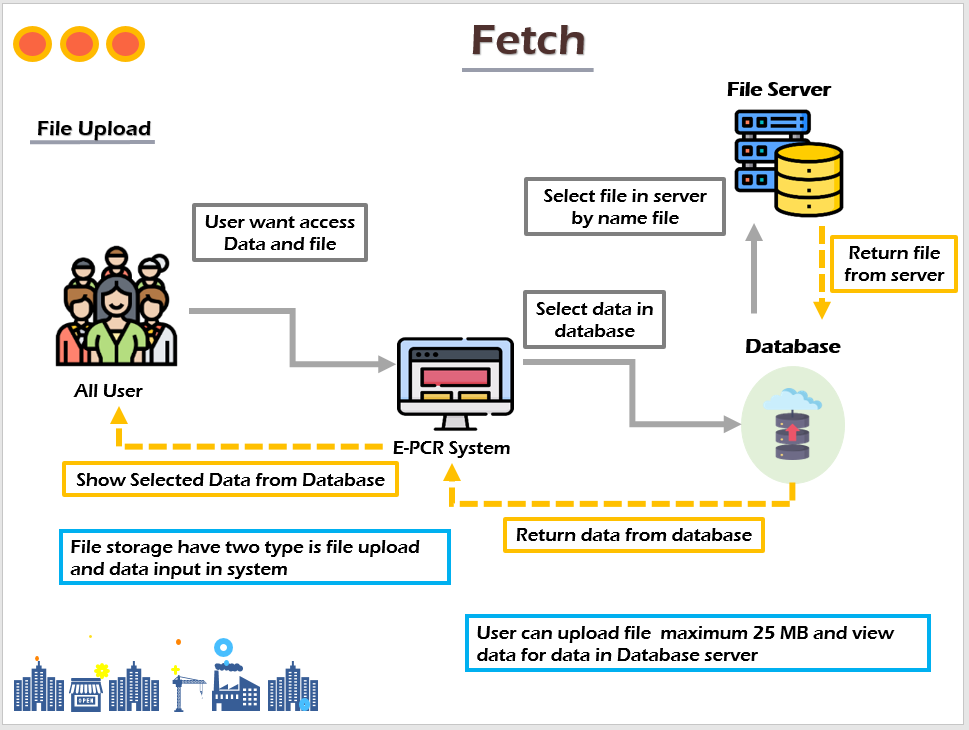 Fetch
File Server
File Upload
Select file in server
by name file
User want access
Data and file
Return file
from server
Select data in
database
Database
All User
E-PCR System
Show Selected Data from Database
Return data from database
File storage have two type is file upload
and data input in system
User can upload file  maximum 25 MB and view
data for data in Database server
OPEN